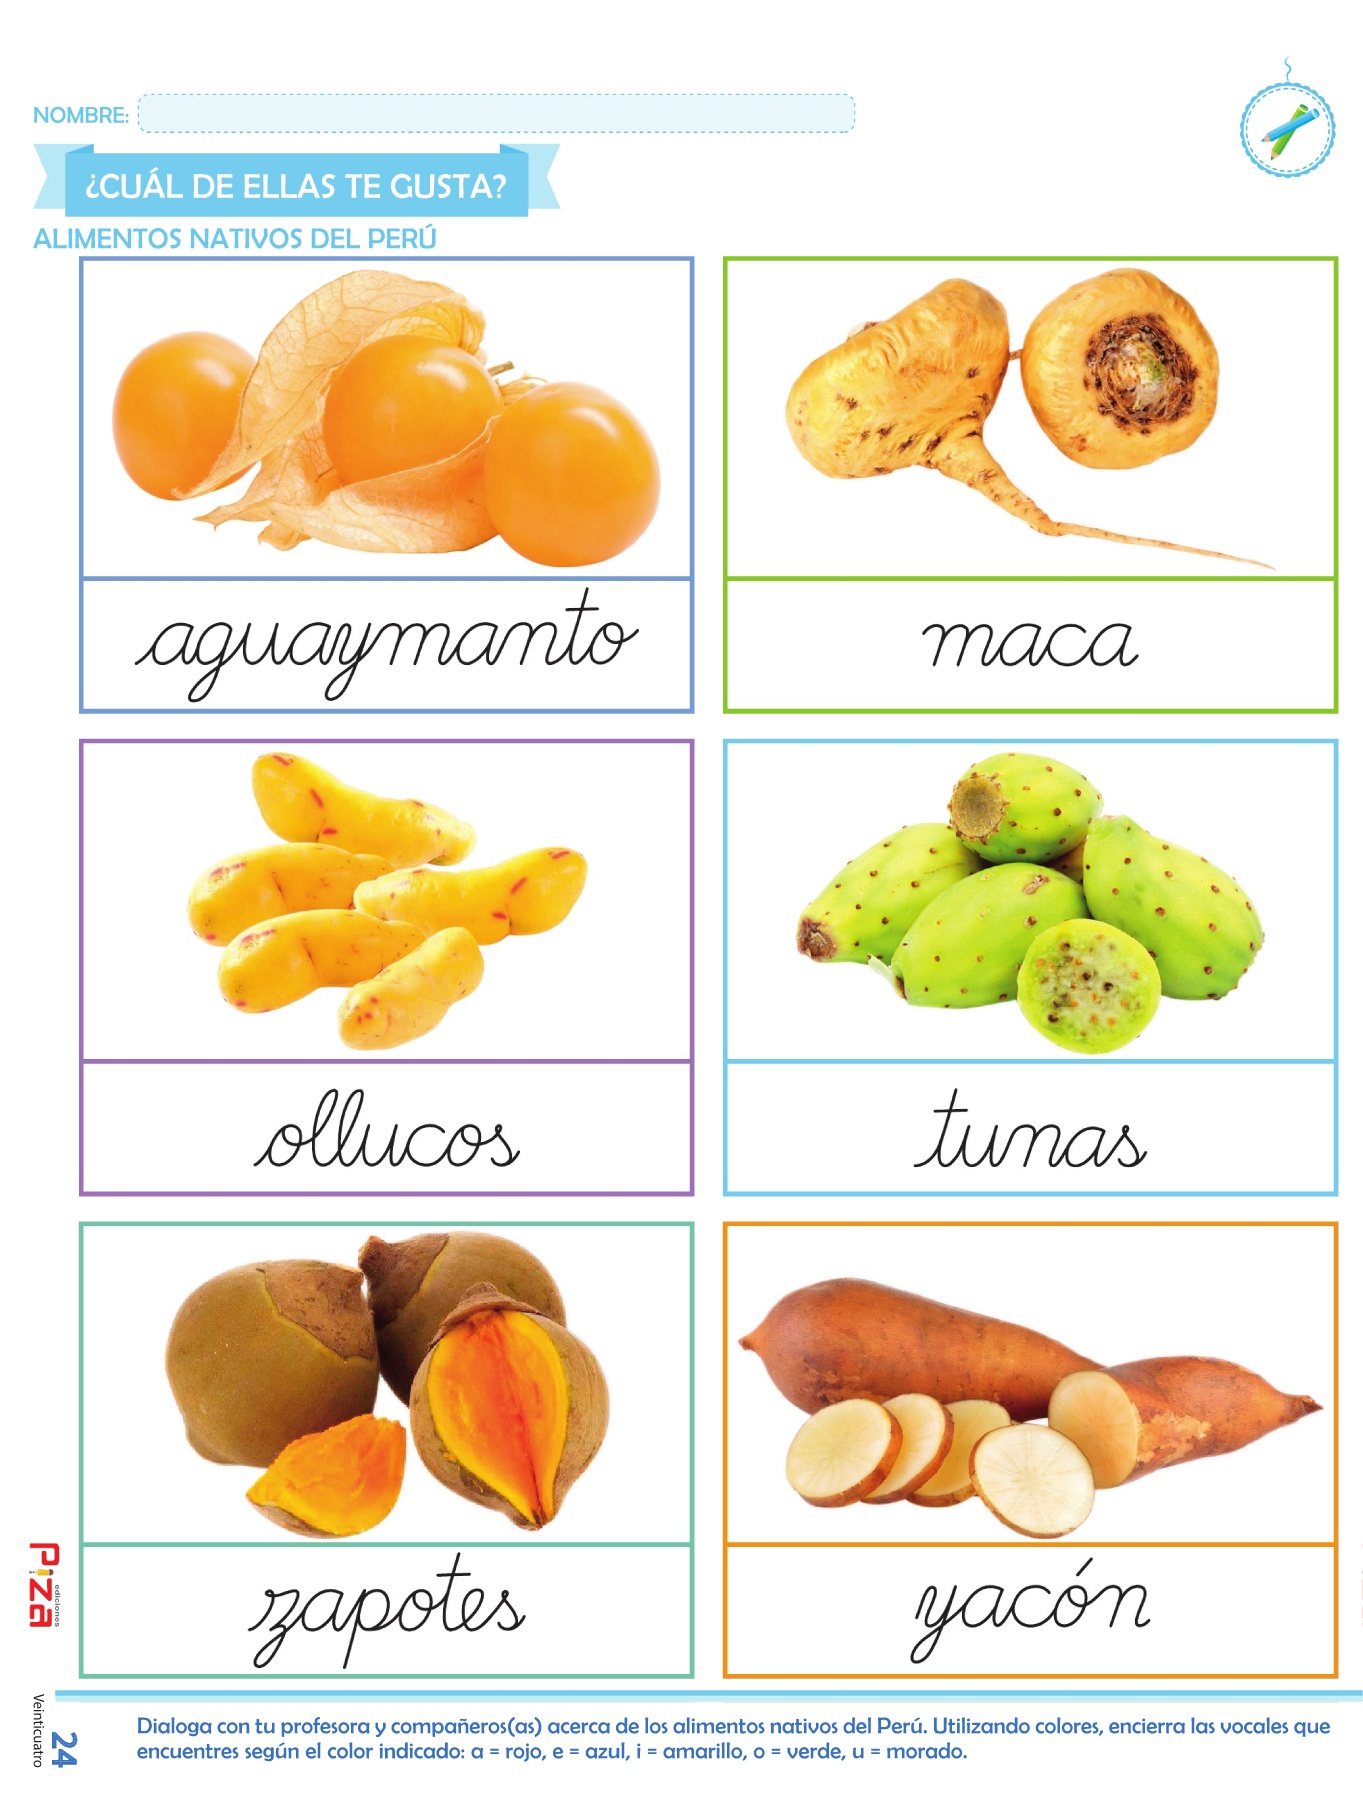 NOMBRE:
¿CUÁL DE ELLAS TE GUSTA?
ALIMENTOS NATIVOS DEL PERÚ
aguaymanto
maca
ollucos
tunas
zapotes
yacón
Piza
ediciones
Veinticuatro
24
Dialoga con tu profesora y compañeros(as) acerca de los alimentos nativos del Perú. Utilizando colores, encierra las vocales que
encuentres según el color indicado: a = rojo, e = azul, i = amarillo, o = verde, u = morado.